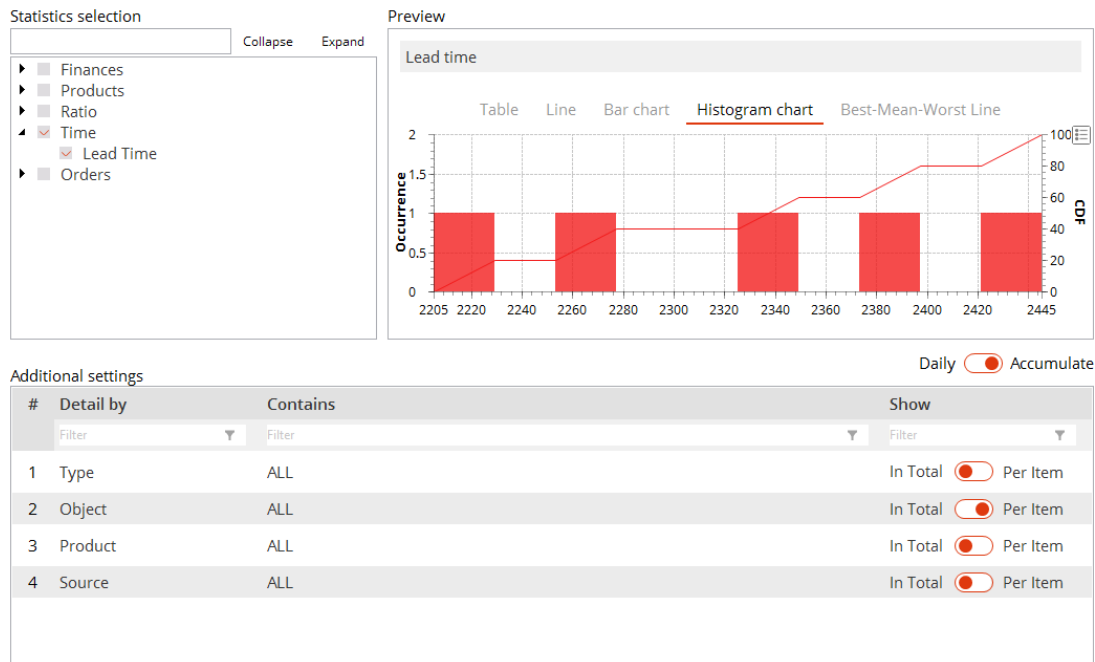 Statistics selection
Collapse Expand
Finances
Products
Ratio
Time
Lead Time
Orders
Preview
Lead time
Table Line Bar chart Histogram chart Best-Mean-Worst Line
2 100
80
1.5
60
1
40
0.5
20
0 0
Occurrence
CDF
2205 2220 2240 2260 2280 2300 2320 2340 2360 2380 2400 2420 2445
Daily Accumulate
Additional settings
# Detail by Contains Show
Filter Filter Filter
1 Type ALL In Total Per Item
2 Object ALL In Total Per Item
3 Product ALL In Total Per Item
4 Source ALL In Total Per Item